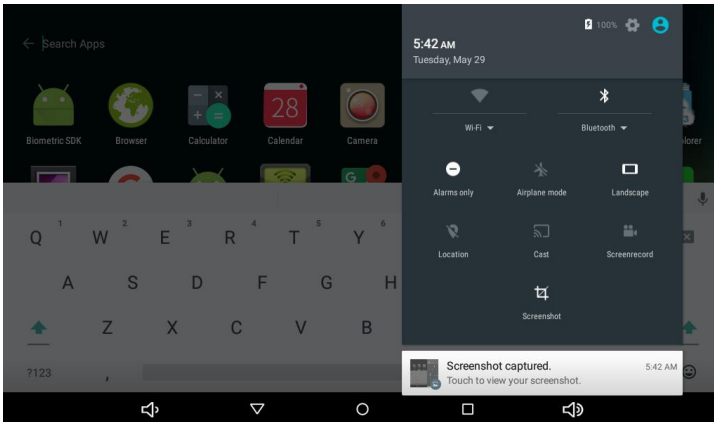 Search Apps
100%
5:42 AM
Tuesday, May 29
Biometric SDK
Browser
Calculator
28
Calendar
Camera
lorer
Wi-Fi
Bluetooth
Alarms only
Airplane mode
Landscape
G
Location
Cast
Screenrecord
Screenshot
1 2 3 4 5 6
Q W E R T Y
A S D F G H
Z X C V B
?123 ,
Screenshot captured. 5:42 AM
Touch to view your screenshot.